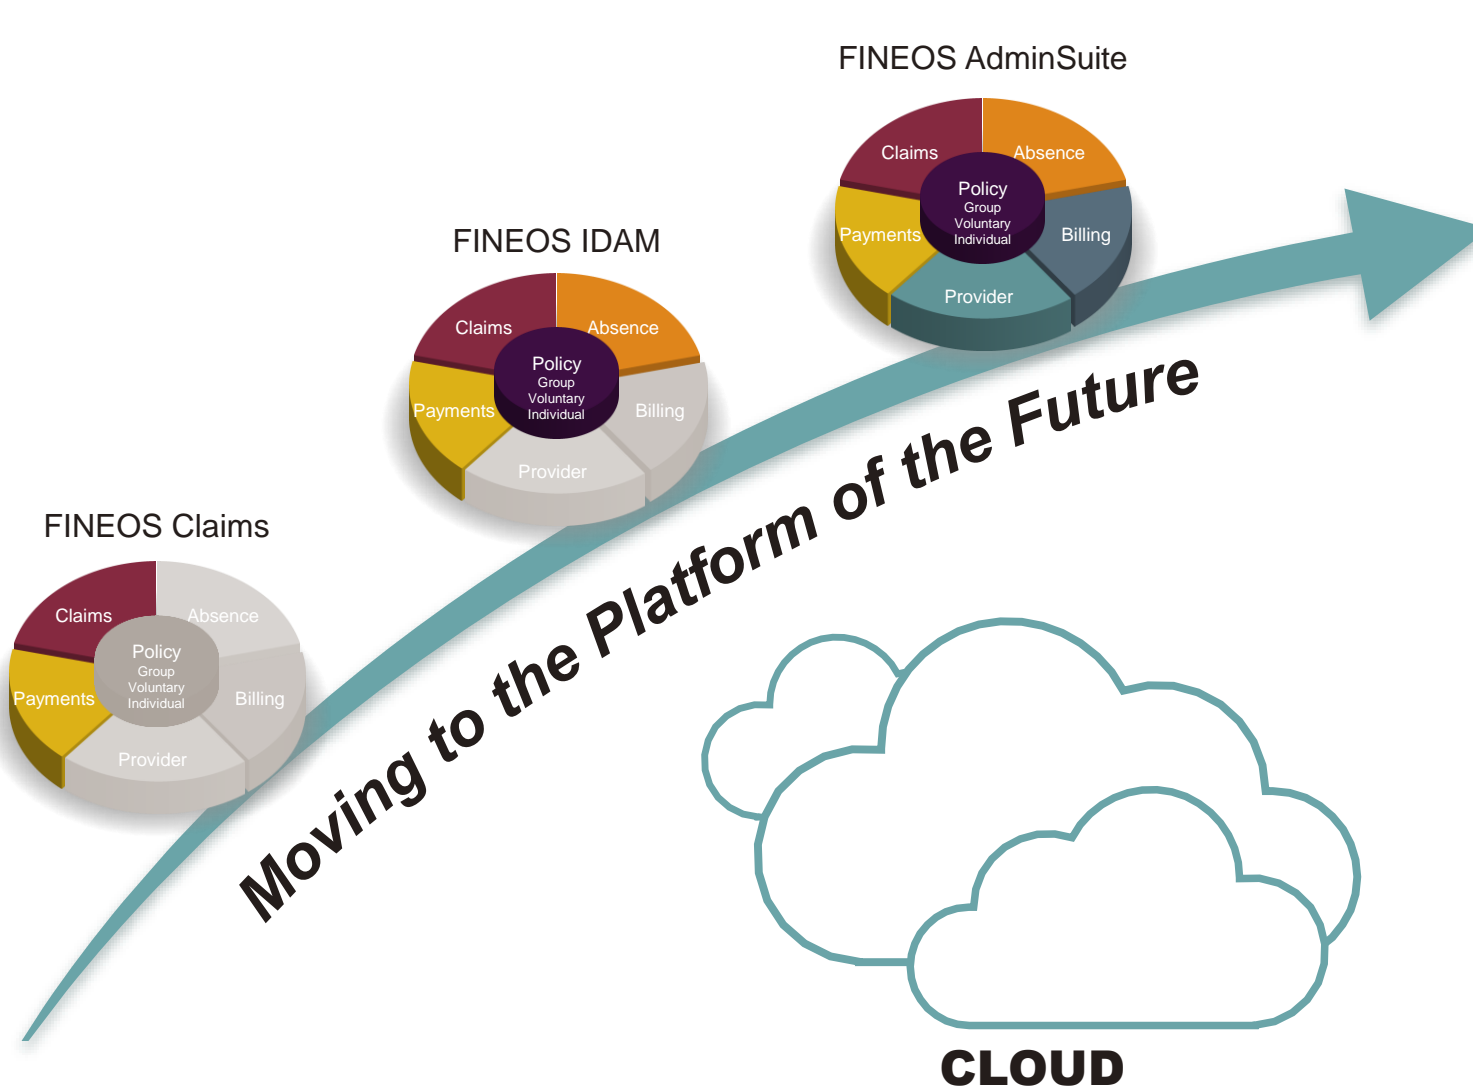 FINEOS AdminSuite
Claims
Absence
Policy
Group
Voluntary
Individual
Payments
Billing
Provider
FINEOS IDAM
Claims
Absence
Policy
Group
Voluntary
Individual
Payments
Billing
Provider
FINEOS Claims
Claims
Absence
Policy
Group
Voluntary
Individual
Payments
Billing
Provider
Moving to the Platform of the Future
CLOUD